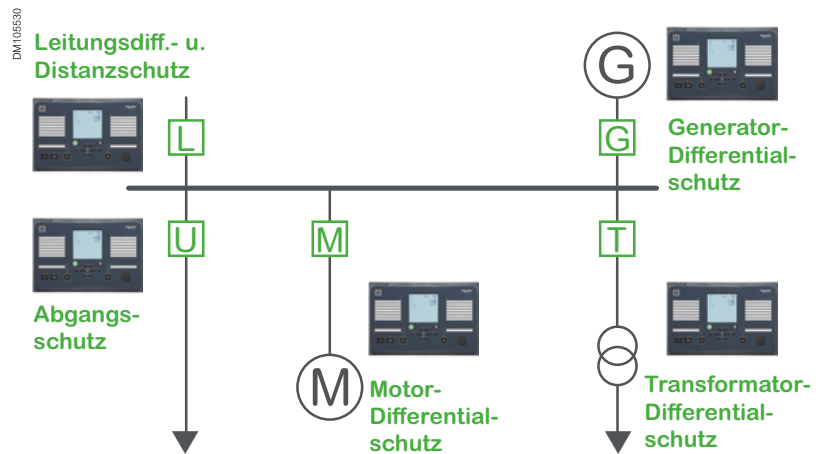 DM105530
Leitungsdiff.- u.
Distanzschutz
L
G
G
Generator-
Differential-
schutz
U
M
T
Abgangs-
schutz
M
Motor-
Differential-
schutz
Transformator-
Differential-
schutz